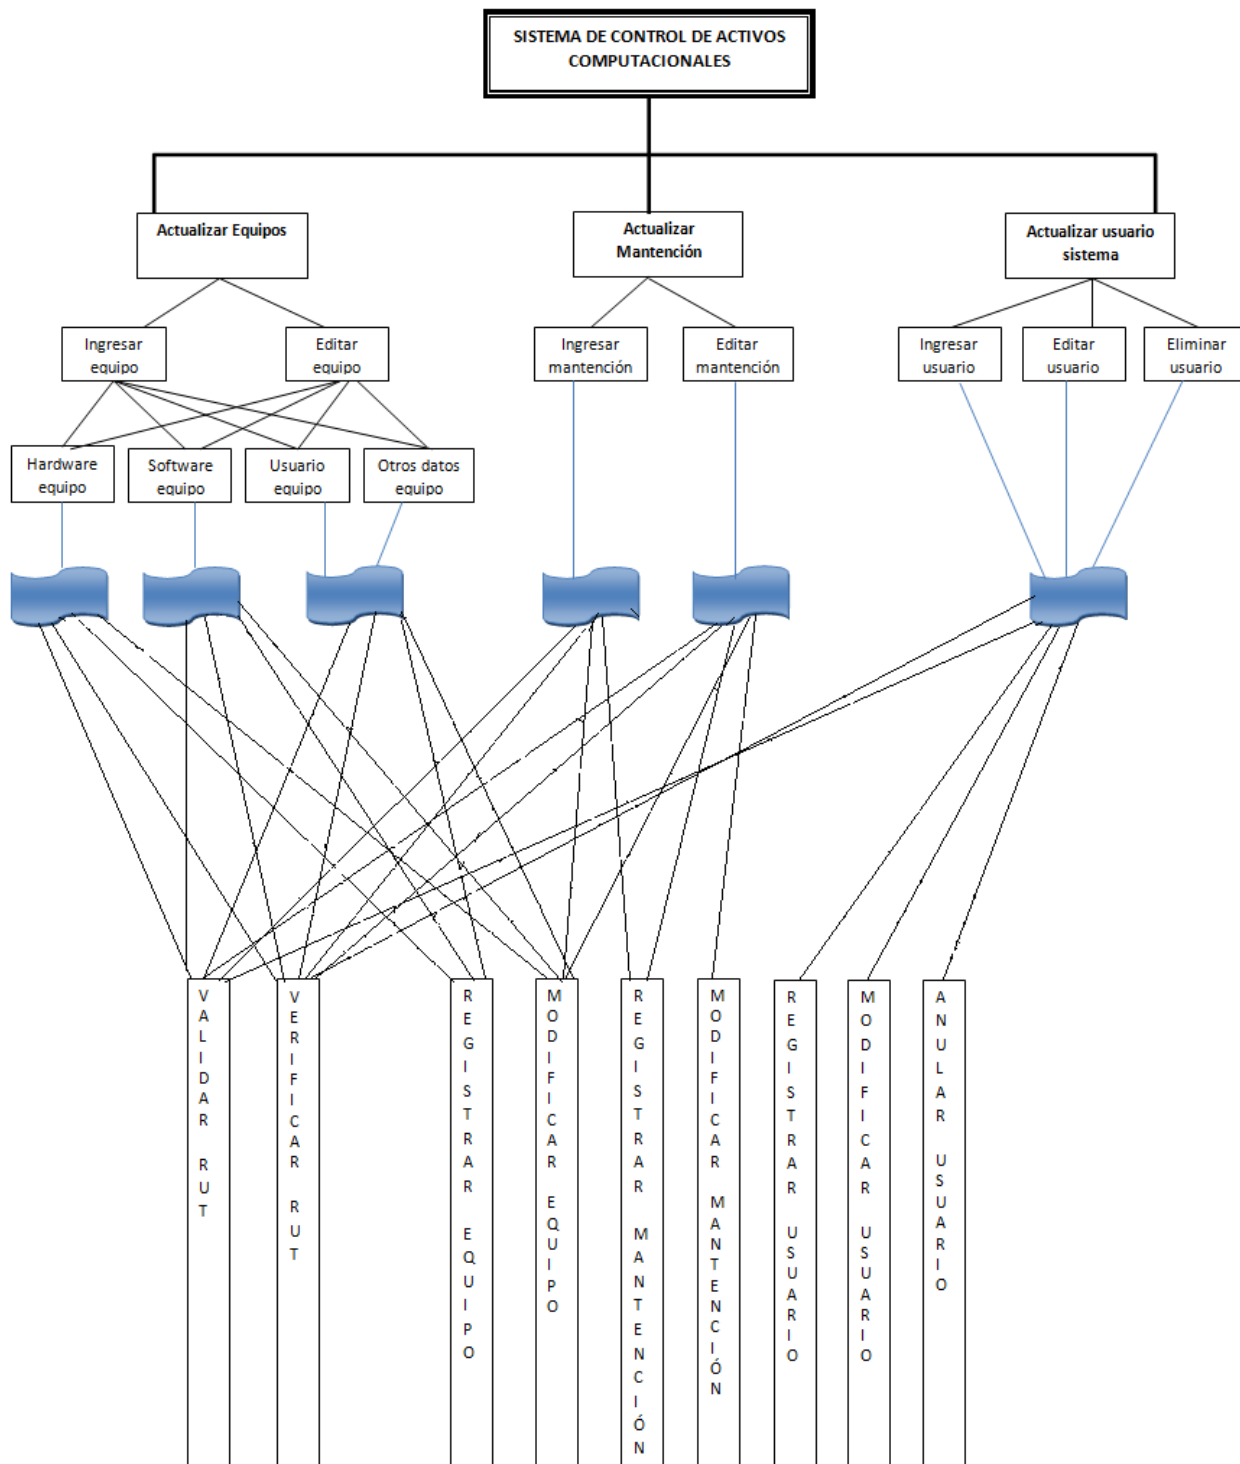 SISTEMA DE CONTROL DE ACTIVOS
COMPUTACIONALES
Actualizar Equipos
Actualizar
Mantención
Actualizar usuario
sistema
Ingresar
equipo
Editar
equipo
Ingresar
mantención
Editar
mantención
Ingresar
usuario
Editar
usuario
Eliminar
usuario
Hardware
equipo
Software
equipo
Usuario
equipo
Otros datos
equipo
VALIDAR RUT
VERIFICAR RUT
REGISTRAR EQUIPO
MODIFICAR EQUIPO
REGISTRAR MANTENCIÓN
MODIFICAR MANTENCIÓN
REGISTRAR USUARIO
MODIFICAR USUARIO
ANULAR USUARIO